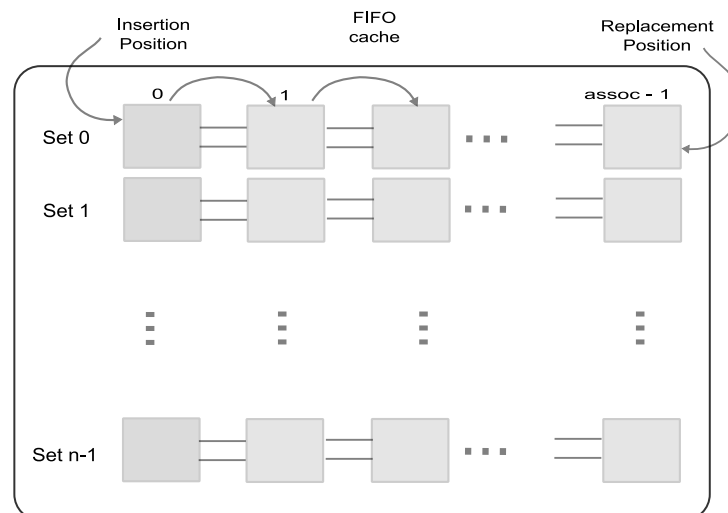 Insertion
Position
FIFO
cache
Replacement
Position
0
1
assoc - 1
Set 0
Set 1
Set n-1